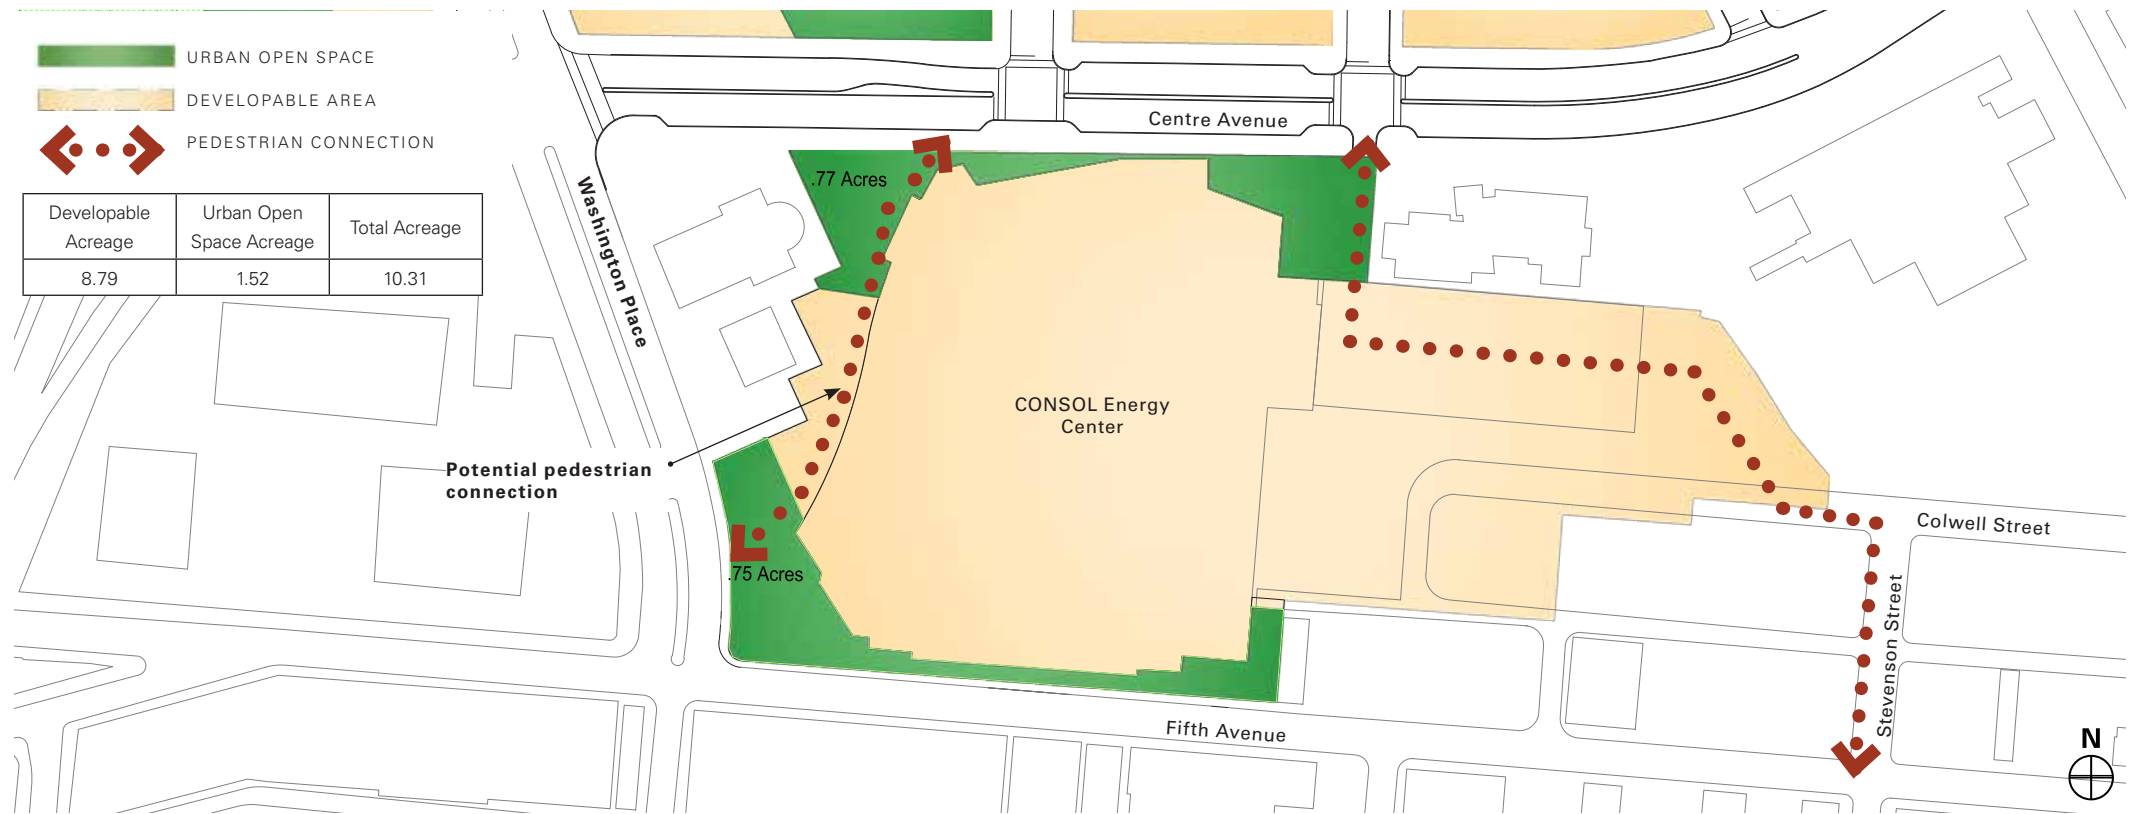 URBAN OPEN SPACE
DEVELOPABLE AREA
PEDESTRIAN CONNECTION
Developable
Acreage
Urban Open
Space Acreage
Total Acreage
8.79
1.52
10.31
Centre Avenue
.77 Acres
Washington Place
CONSOL Energy
Center
Potential pedestrian
connection
.75 Acres
Colwell Street
Stevenson Street
Fifth Avenue
N